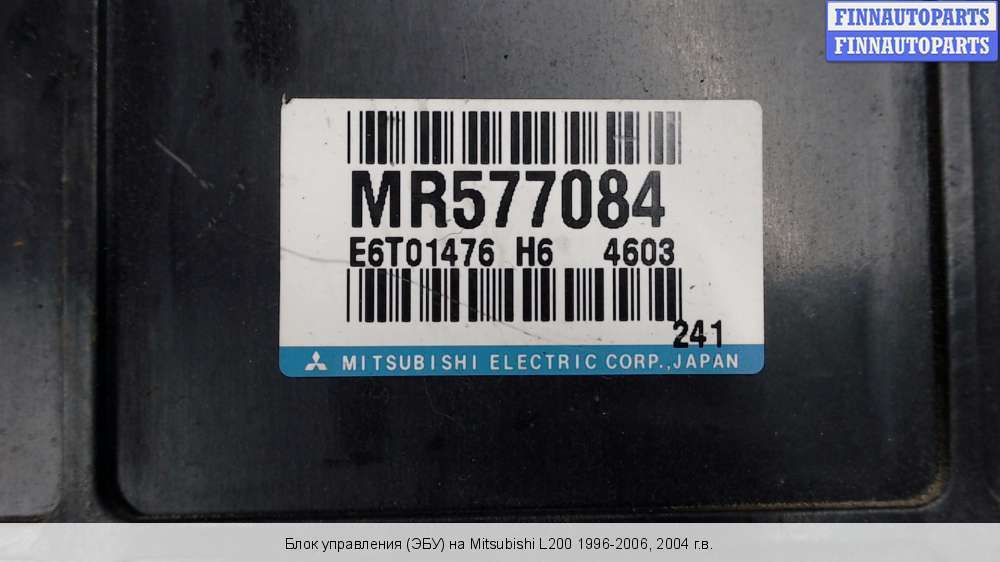 FINNAUTOPARTS
FINNAUTOPARTS
MR577084
E6T01476 H6 4603
241
MITSUBISHI ELECTRIC CORP., JAPAN
Блок управления (ЭБУ) на Mitsubishi L200 1996-2006, 2004 г.в.